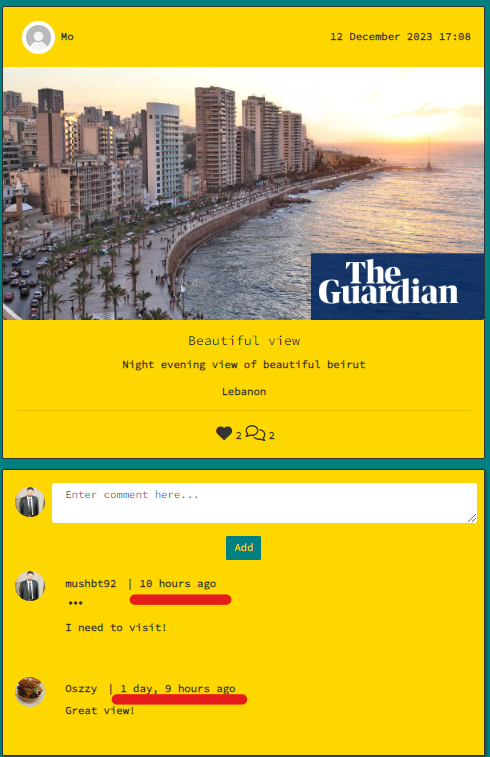 Mo
12 December 2023 17:08
The
Guardian
Beautiful view
Night evening view of beautiful beirut
Lebanon
2 2
Enter comment here...
Add
mushbt92 | 10 hours ago
...
I need to visit!
Oszzy | 1 day, 9 hours ago
Great view!